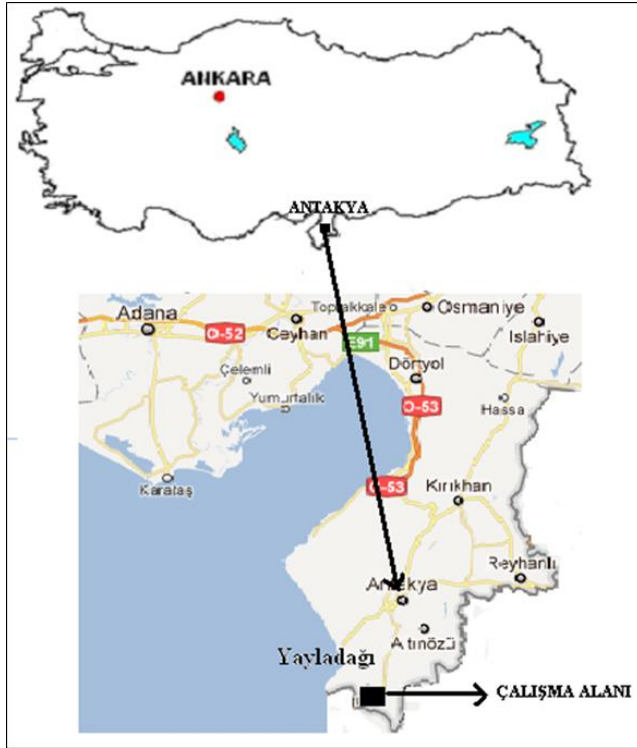 ANKARA
ANTAKYA
Adana
O-52
Ceyhan
Toprakkale
Osmaniye
E91
Islahiye
Çelemli
Dörtyol
Yumurtalık
O-53
Hassa
Karataş
O-53
Kırıkhan
Reyhanlı
Antakya
Altınözü
Yayladağı
ÇALIŞMA ALANI